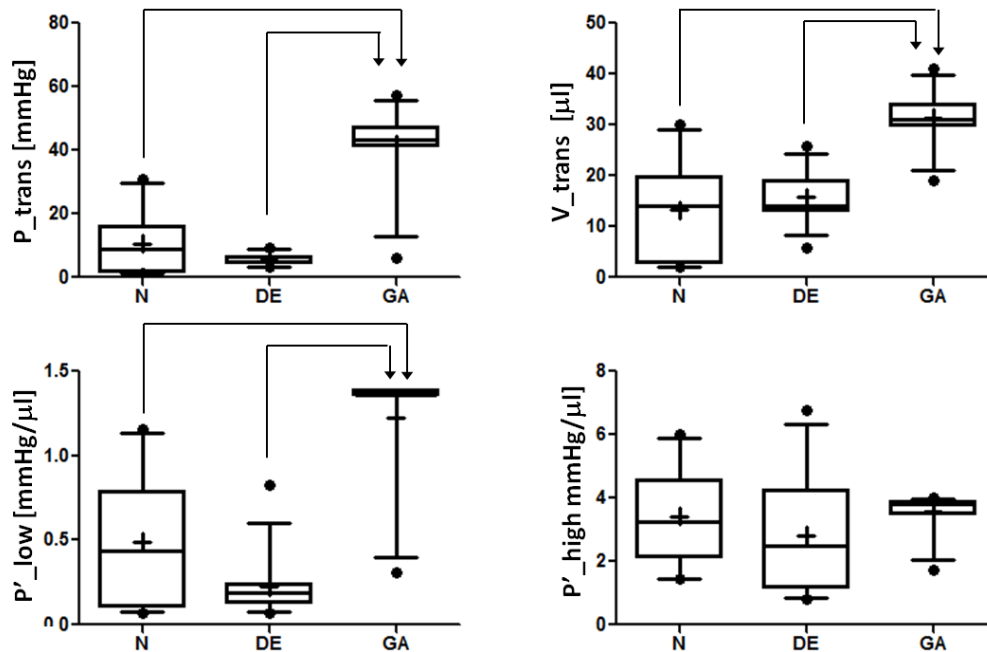 P_trans [mmHg]
80
60
40
20
0
N DE GA
V_trans [μl]
50
40
30
20
10
0
N DE GA
P′_low [mmHg/μl]
1.5
1.0
0.5
0.0
N DE GA
P′_high mmHg/μl]
8
6
4
2
0
N DE GA